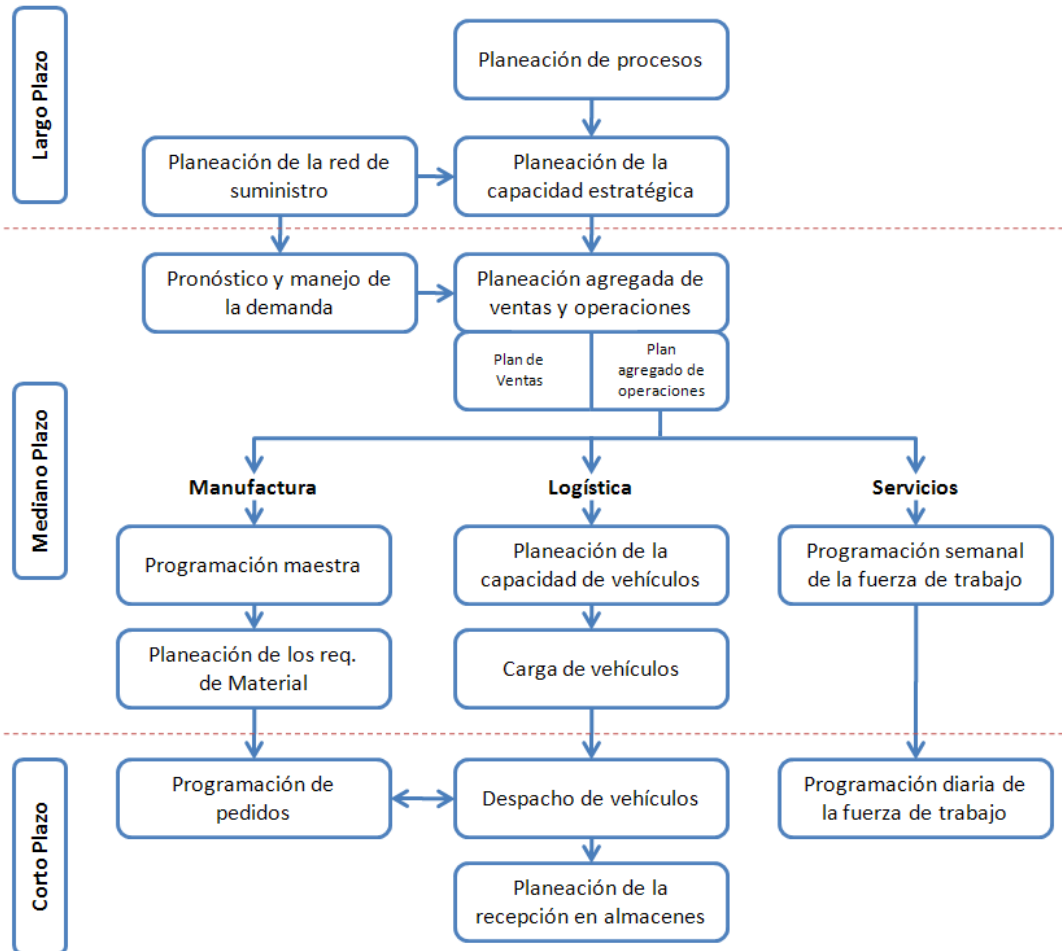 Largo Plazo
Planeación de procesos
Planeación de la red de
suministro
Planeación de la
capacidad estratégica
Mediano Plazo
Pronóstico y manejo de
la demanda
Planeación agregada de
ventas y operaciones
Plan de
Ventas
Plan
agregado de
operaciones
Manufactura
Logística
Servicios
Programación maestra
Planeación de la
capacidad de vehículos
Programación semanal
de la fuerza de trabajo
Planeación de los req.
de Material
Carga de vehículos
Corto Plazo
Programación de
pedidos
Despacho de vehículos
Programación diaria de
la fuerza de trabajo
Planeación de la
recepción en almacenes